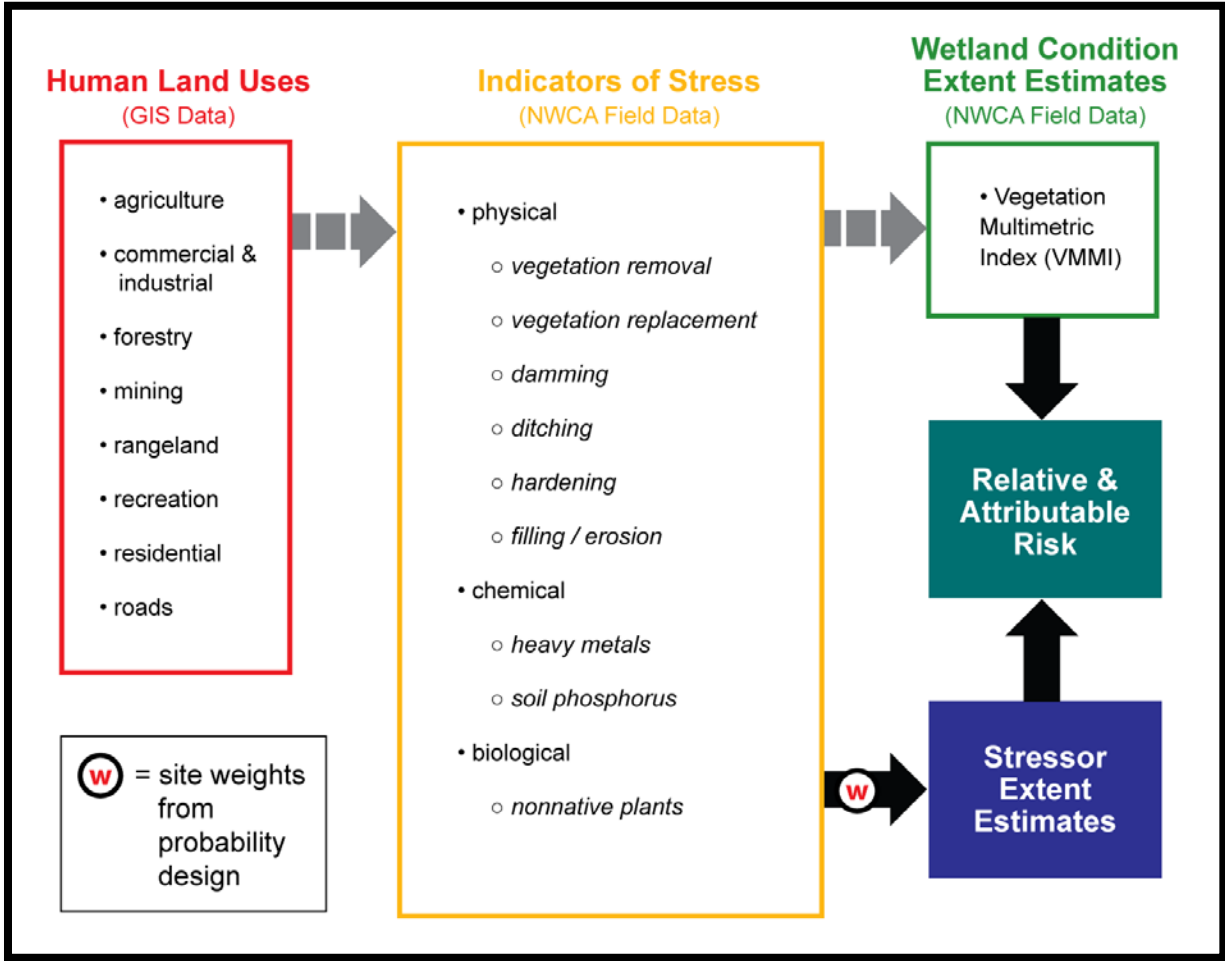 Human Land Uses
(GIS Data)
• agriculture
• commercial &
industrial
• forestry
• mining
• rangeland
• recreation
• residential
• roads
w = site weights
from
probability
design
Indicators of Stress
(NWCA Field Data)
• physical
○ vegetation removal
○ vegetation replacement
○ damming
○ ditching
○ hardening
○ filling / erosion
• chemical
○ heavy metals
○ soil phosphorus
• biological
○ nonnative plants
w
Wetland Condition
Extent Estimates
(NWCA Field Data)
• Vegetation
Multimetric
Index (VMMI)
Relative &
Attributable
Risk
Stressor
Extent
Estimates